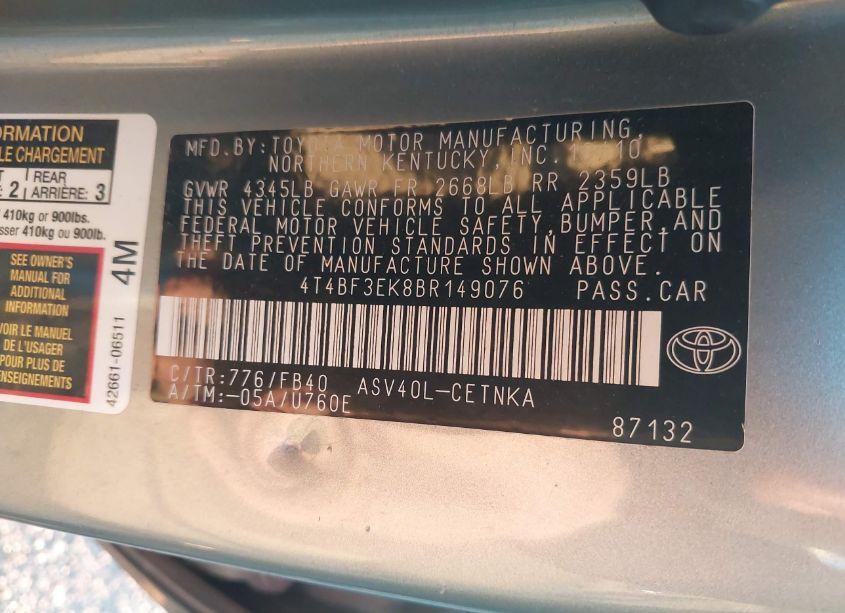 ORMATION
LE CHARGEMENT
2
REAR
ARRIÈRE: 3
410kg or 900lbs.
sser 410kg ou 900lb.
SEE OWNER'S
MANUAL FOR
ADDITIONAL
INFORMATION
VOIR LE MANUEL
DE L'USAGER
POUR PLUS DE
RENSEIGNEMENTS
4M
42661-06511
MFD.BY:TOYOTA MOTOR MANUFACTURING,
NORTHERN KENTUCKY,INC. 10
GVWR 4345LB GAWR FR 2668LB RR 2359LB
THIS VEHICLE CONFORMS TO ALL APPLICABLE
FEDERAL MOTOR VEHICLE SAFETY,BUMPER,AND
THEFT PREVENTION STANDARDS IN EFFECT ON
THE DATE OF MANUFACTURE SHOWN ABOVE.
4T4BF3EK8BR149076 PASS.CAR
C/TR:776/FB40 ASV40L-CETNKA
A/TM:-05A/U760E
87132